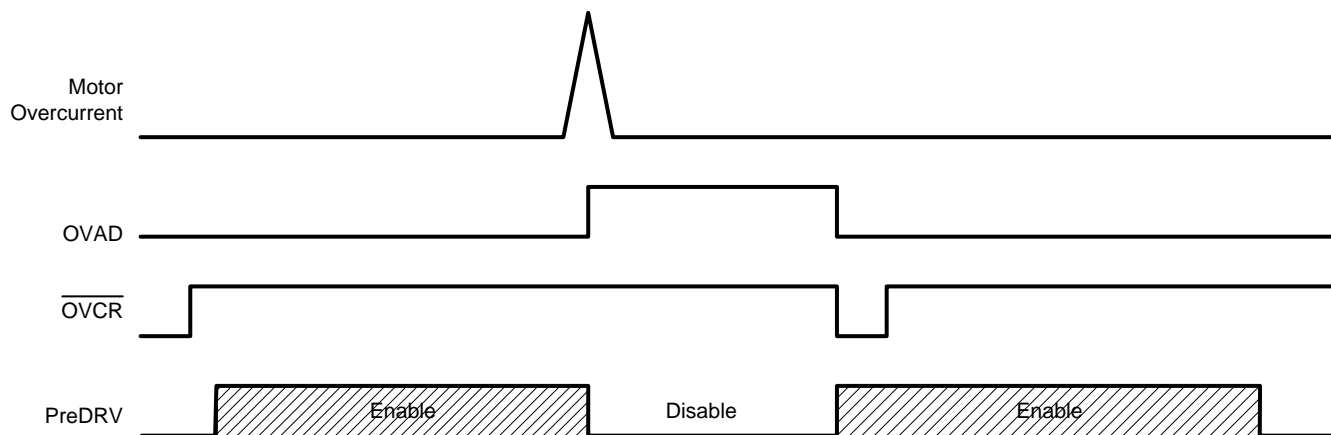 Motor
Overcurrent
OVAD
OVCR
PreDRV
Enable
Disable
Enable